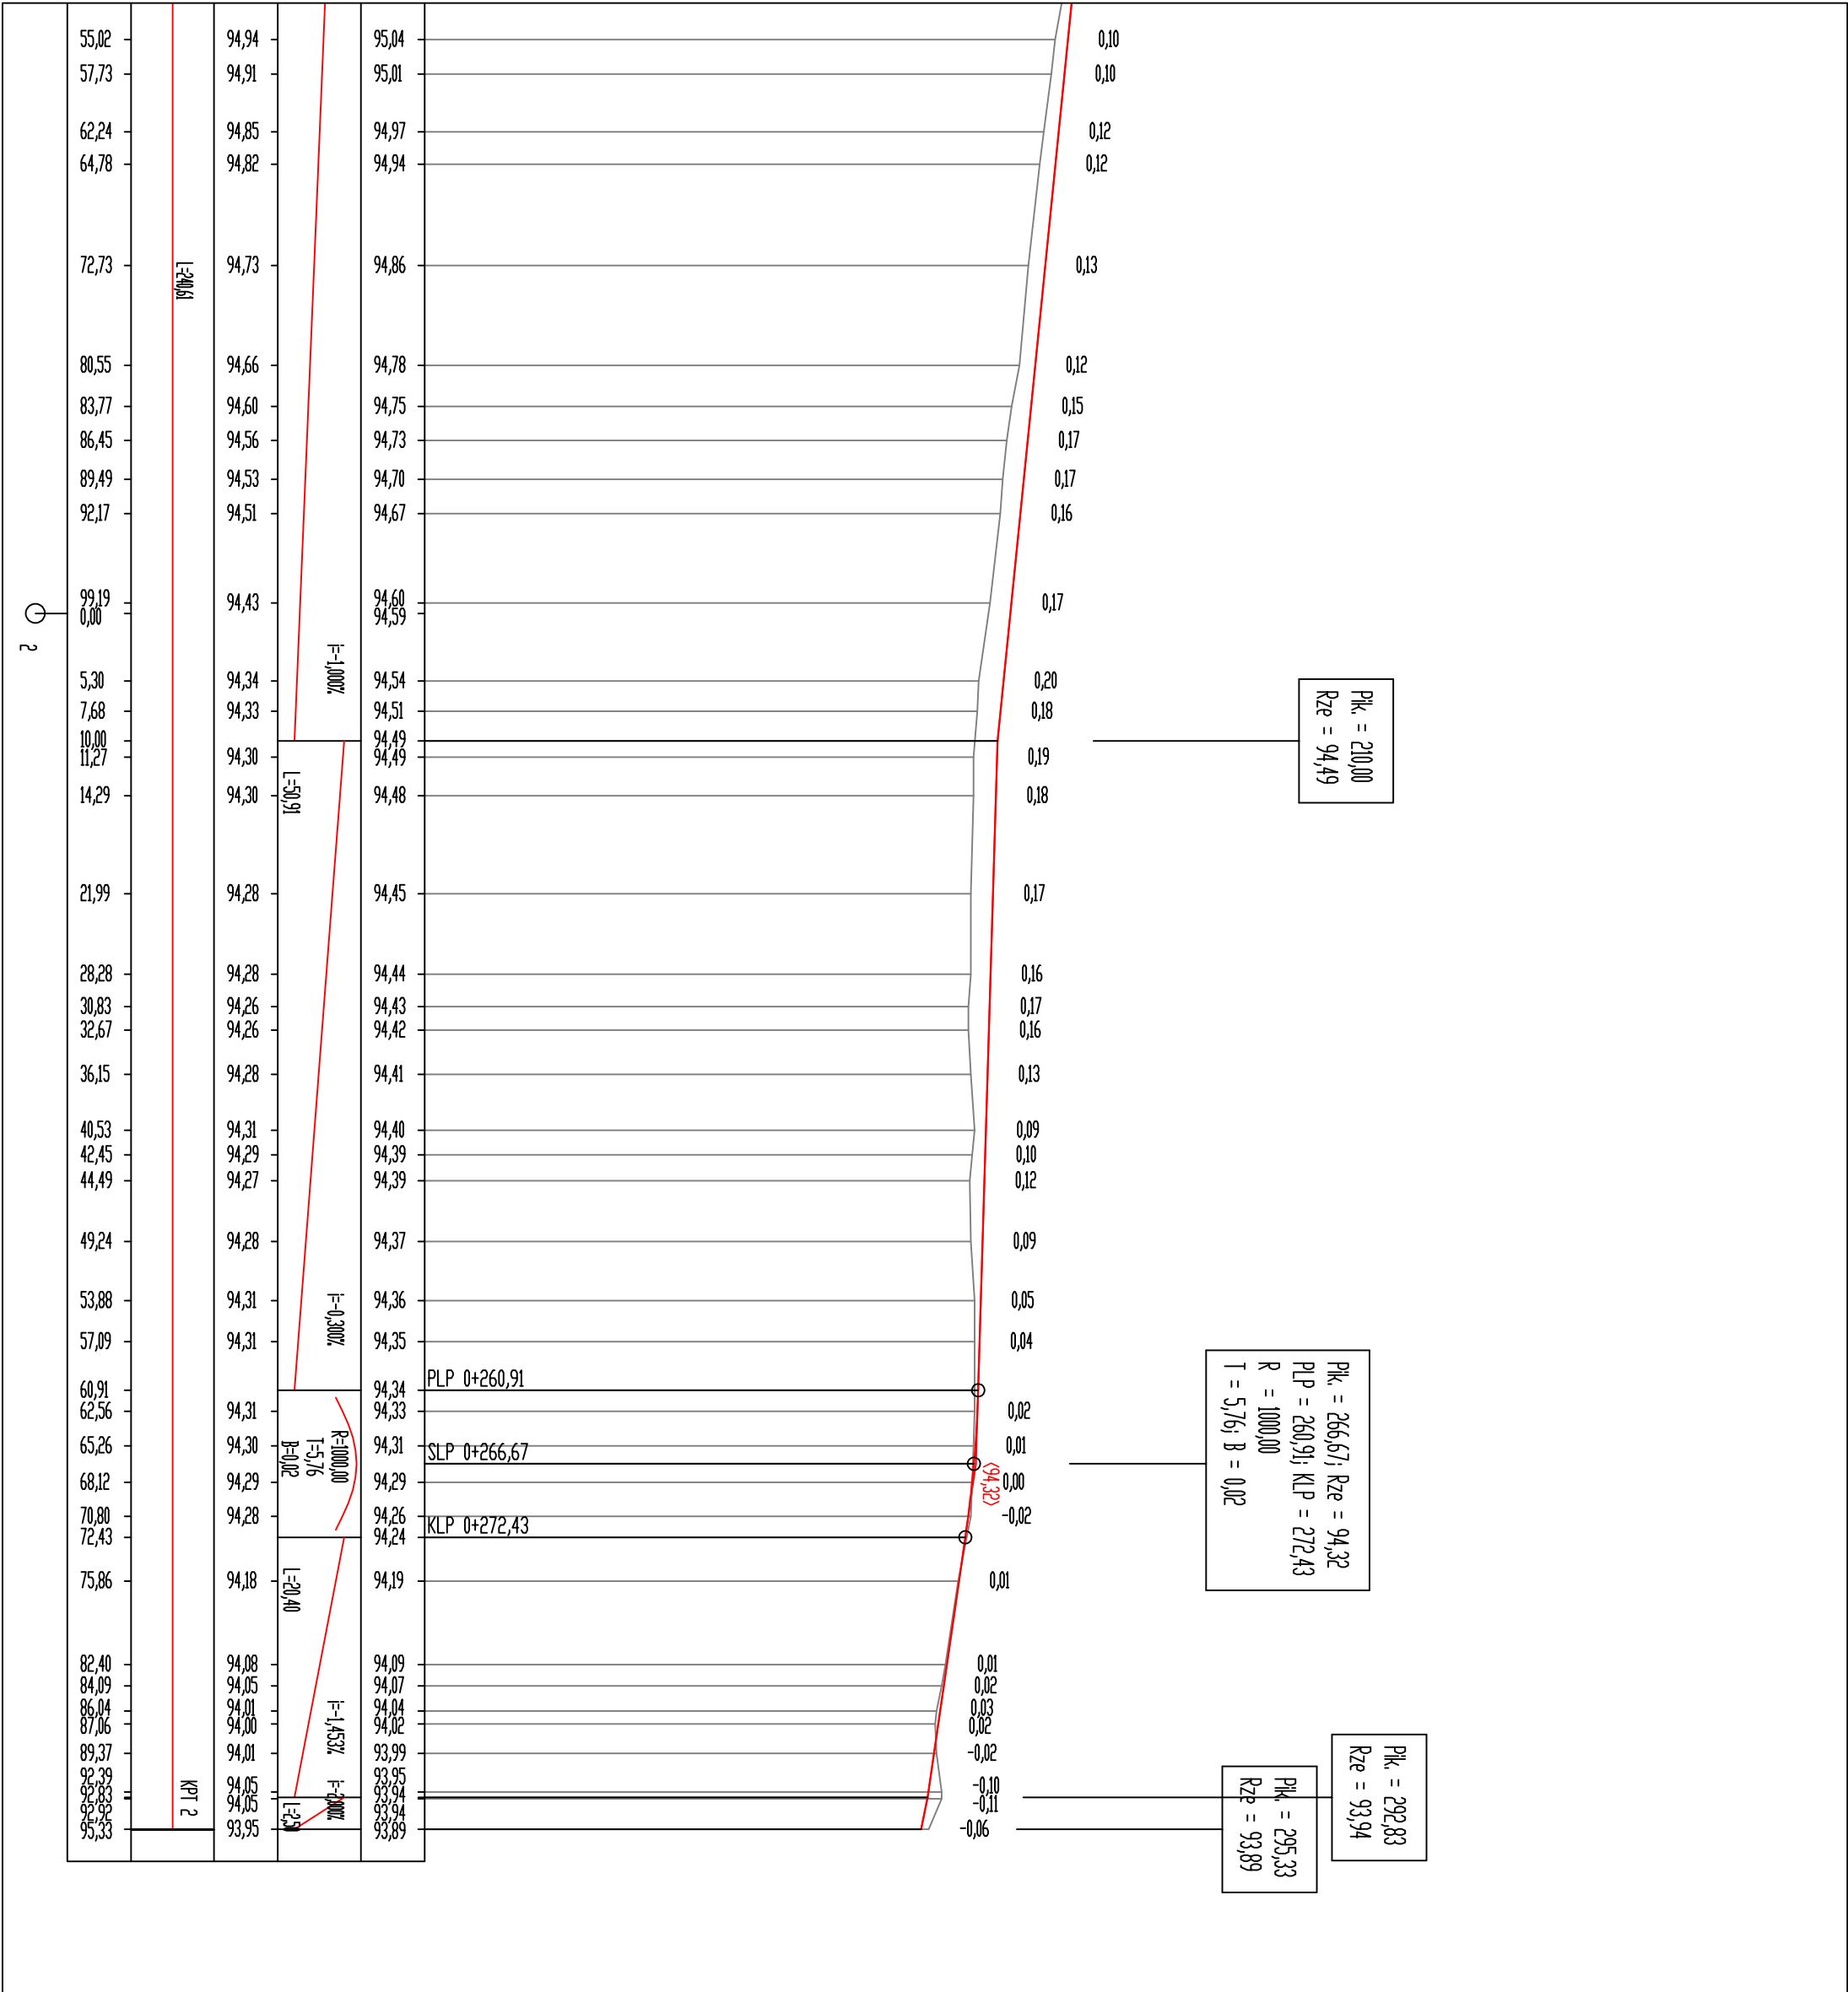 55,02 94,94 95,04 0,10
57,73 94,91 95,01 0,10
62,24 94,85 94,97 0,12
64,78 94,82 94,94 0,12
72,73 94,73 94,86 0,13
L=240,61
80,55 94,66 94,78 0,12
83,77 94,60 94,75 0,15
86,45 94,56 94,73 0,17
89,49 94,53 94,70 0,17
92,17 94,51 94,67 0,16
99,19 94,43 94,60 0,17
0,00 94,59
2
i=-1,000%
5,30 94,34 94,54 0,20
7,68 94,33 94,51 0,18
10,00 94,49
Pik. = 210,00
Rze = 94,49
11,27 94,30 94,49 0,19
14,29 94,30 94,48 0,18
L=50,91
21,99 94,28 94,45 0,17
28,28 94,28 94,44 0,16
30,83 94,26 94,43 0,17
32,67 94,26 94,42 0,16
36,15 94,28 94,41 0,13
40,53 94,31 94,40 0,09
42,45 94,29 94,39 0,10
44,49 94,27 94,39 0,12
49,24 94,28 94,37 0,09
53,88 94,31 94,36 0,05
i=-0,300%
57,09 94,31 94,35 0,04
PLP 0+260,91
60,91 94,34
62,56 94,31 94,33 0,02
65,26 94,30 94,31 0,01
R=1000,00
T=5,76
B=0,02
SLP 0+266,67
<94,32>
Pik. = 266,67; Rze = 94,32
PLP = 260,91; KLP = 272,43
R = 1000,00
T = 5,76; B = 0,02
68,12 94,29 94,29 0,00
70,80 94,28 94,26 -0,02
KLP 0+272,43
72,43 94,24
75,86 94,18 94,19 0,01
L=20,40
82,40 94,08 94,09 0,01
84,09 94,05 94,07 0,02
86,04 94,01 94,04 0,03
87,06 94,00 94,02 0,02
i=-1,453%
89,37 94,01 93,99 -0,02
92,39 94,05 93,95 -0,10
92,83 93,94
92,92 94,05 93,94 -0,11
L=2,50
KPT 2
95,33 93,95 93,89 -0,06
Pik. = 292,83
Rze = 93,94
Pik. = 295,33
Rze = 93,89